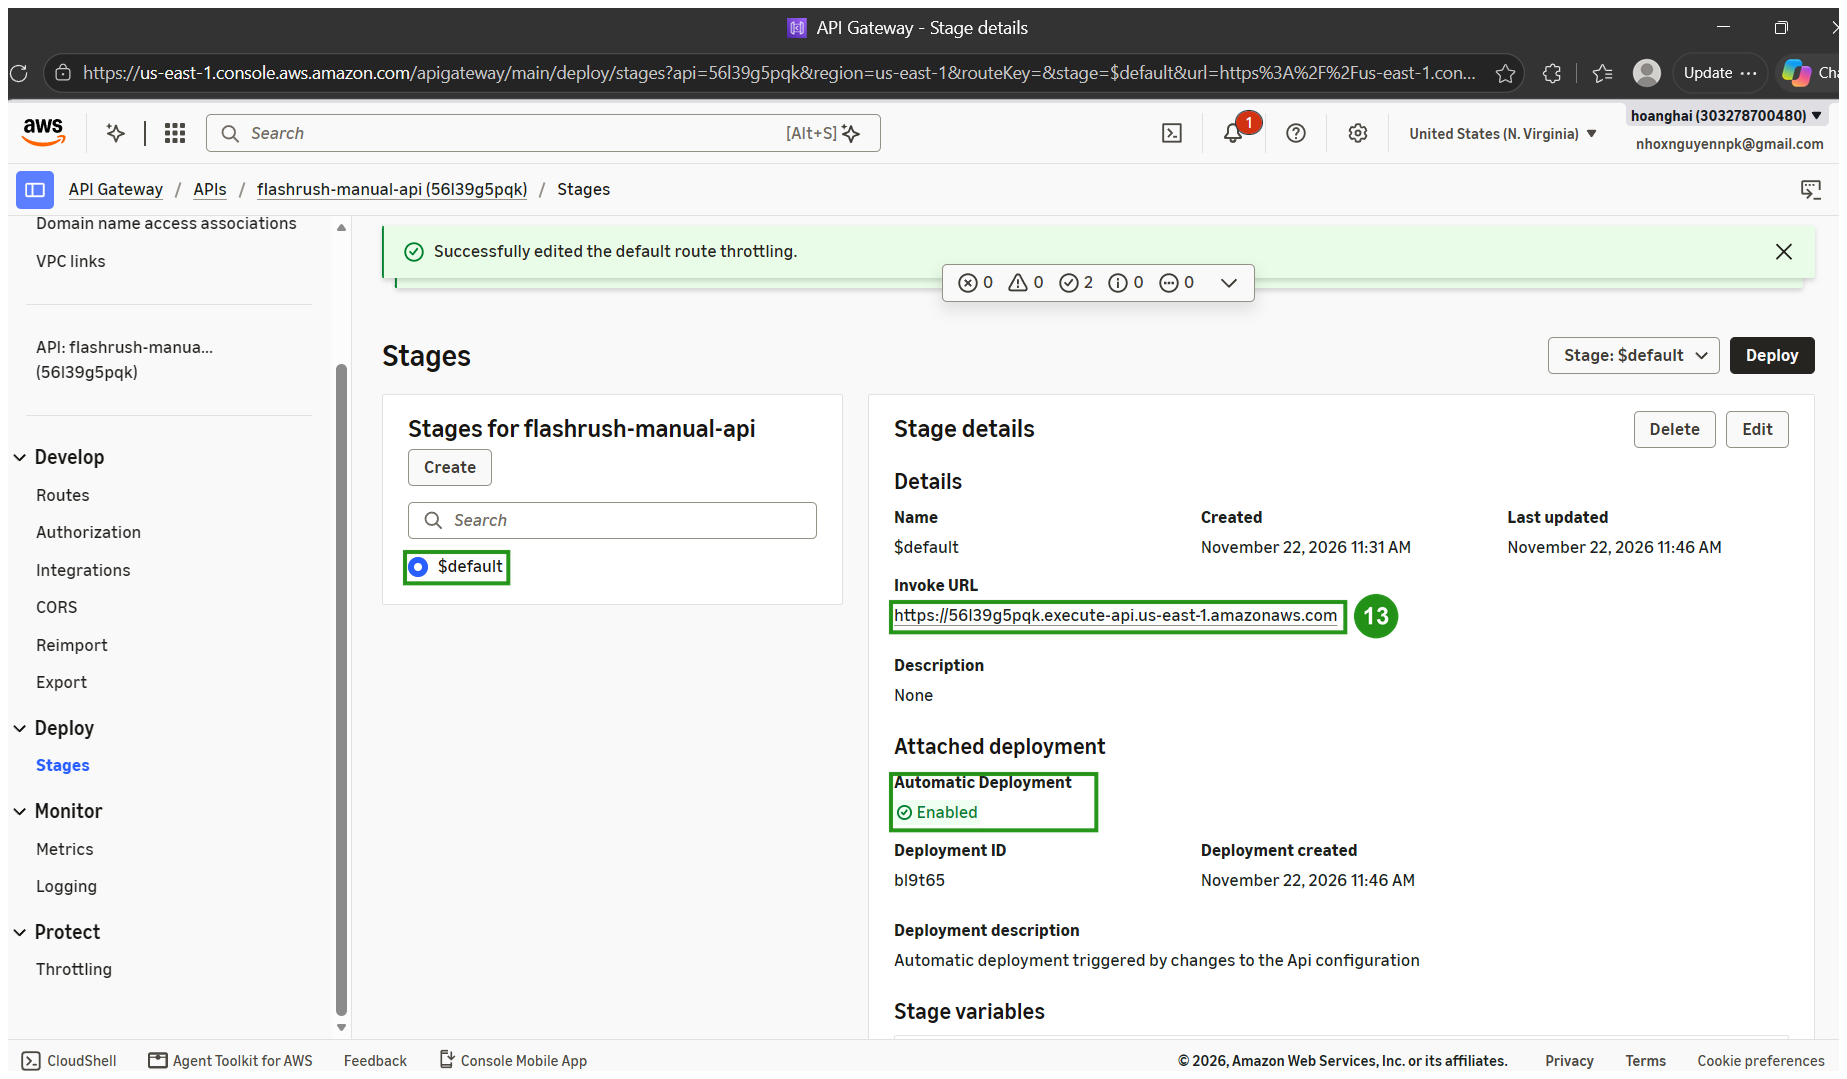 API Gateway - Stage details
https://us-east-1.console.aws.amazon.com/apigateway/main/deploy/stages?api=56l39g5pqk&region=us-east-1&routeKey=&stage=$default&url=https%3A%2F%2Fus-east-1.con...
Update
Cha
aws
Search [Alt+S]
1
United States (N. Virginia)
hoanghai (303278700480)
nhoxnguyennpk@gmail.com
API Gateway / APIs / flashrush-manual-api (56l39g5pqk) / Stages
Domain name access associations
VPC links
API: flashrush-manua...
(56l39g5pqk)
Develop
Routes
Authorization
Integrations
CORS
Reimport
Export
Deploy
Stages
Monitor
Metrics
Logging
Protect
Throttling
Successfully edited the default route throttling.
0 0 2 0 0
Stages
Stage: $default
Deploy
Stages for flashrush-manual-api
Create
Search
$default
Stage details
Delete
Edit
Details
Name Created Last updated
$default November 22, 2026 11:31 AM November 22, 2026 11:46 AM
Invoke URL
https://56l39g5pqk.execute-api.us-east-1.amazonaws.com
13
Description
None
Attached deployment
Automatic Deployment
Enabled
Deployment ID Deployment created
bl9t65 November 22, 2026 11:46 AM
Deployment description
Automatic deployment triggered by changes to the Api configuration
Stage variables
CloudShell Agent Toolkit for AWS Feedback Console Mobile App © 2026, Amazon Web Services, Inc. or its affiliates. Privacy Terms Cookie preferences